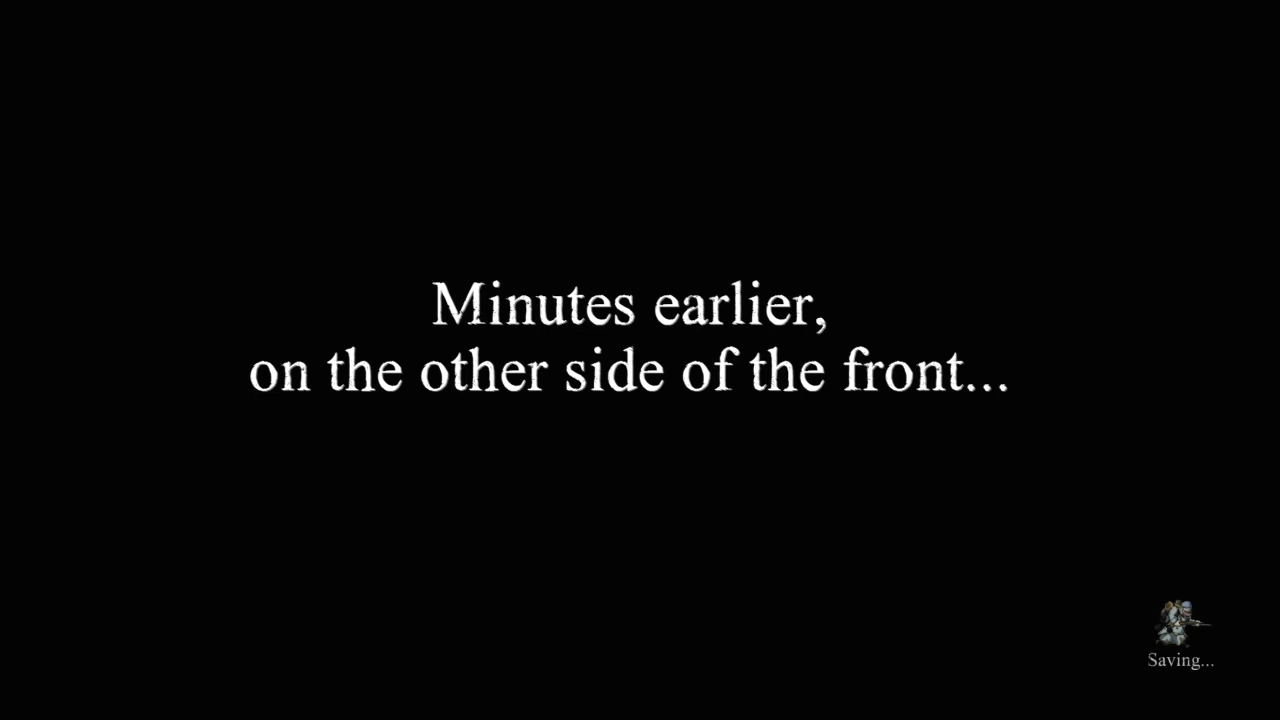 Minutes earlier,
on the other side of the front...
Saving...